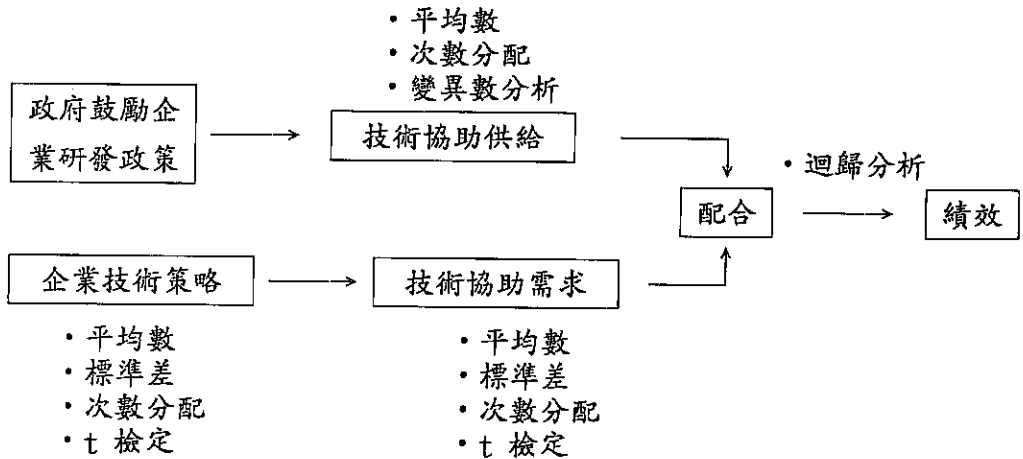 ・平均數
・次數分配
・變異數分析
政府鼓勵企
業研發政策
技術協助供給
・迴歸分析
配合
績效
企業技術策略
技術協助需求
・平均數
・標準差
・次數分配
・t 檢定
・平均數
・標準差
・次數分配
・t 檢定